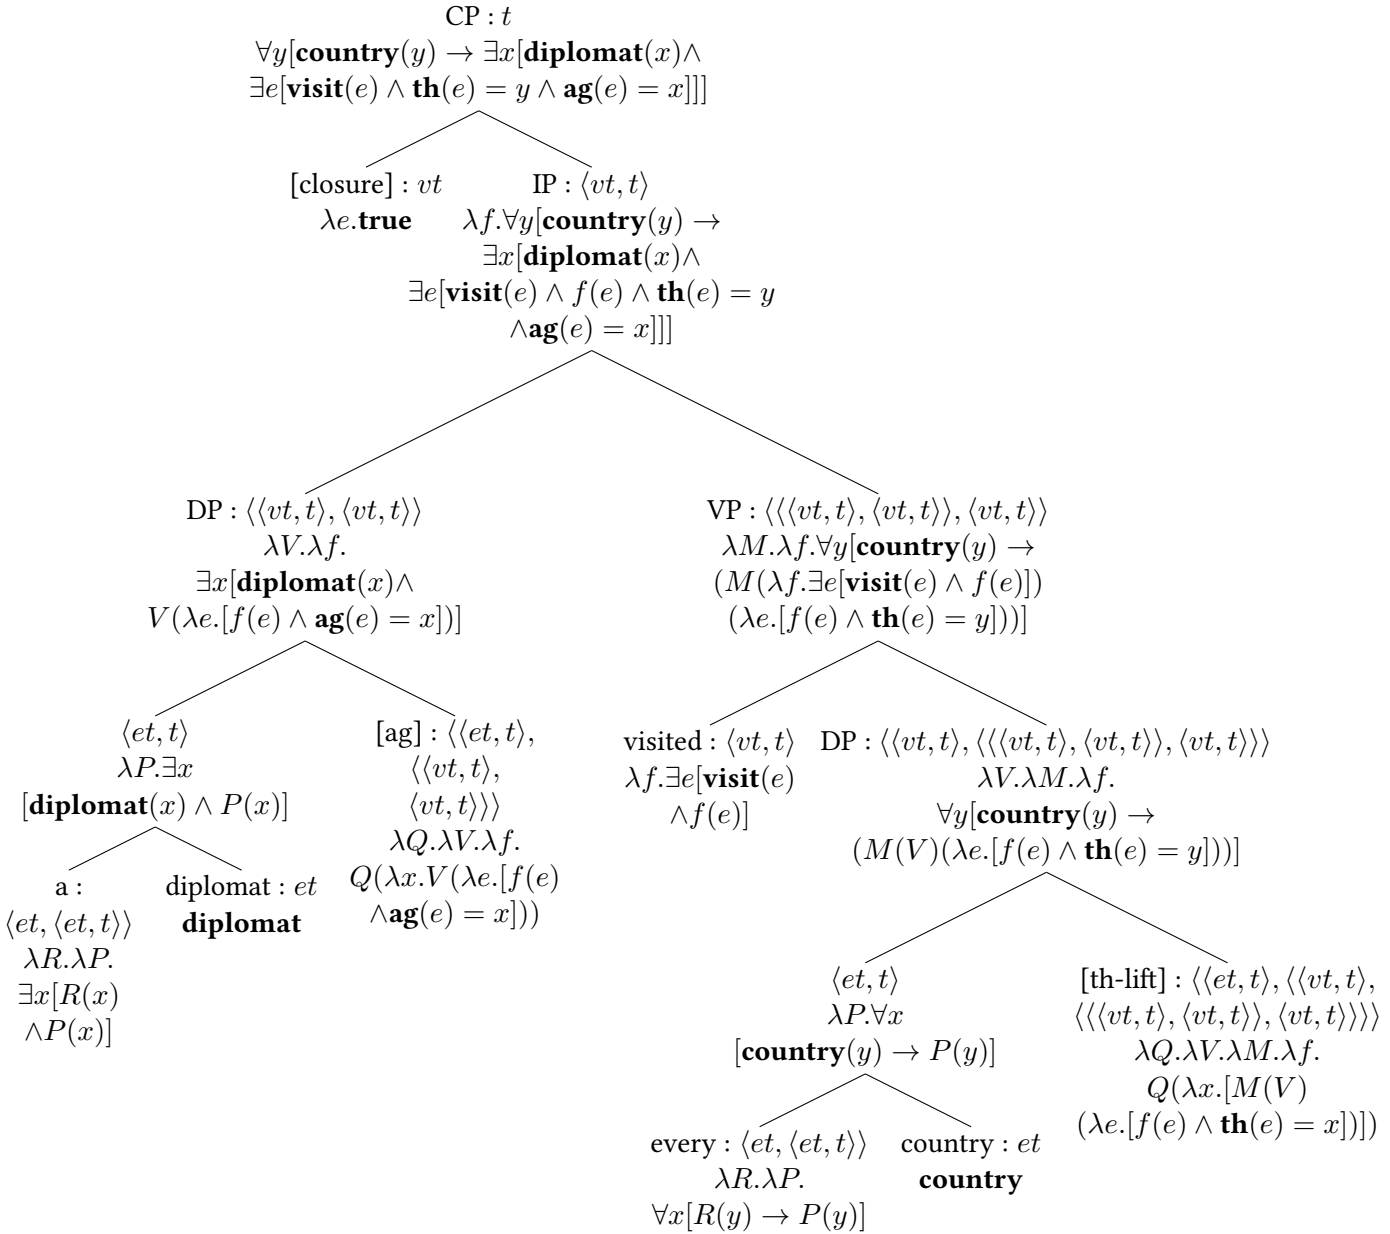 CP : t
∀y[country(y) → ∃x[diplomat(x)∧
∃e[visit(e) ∧ th(e) = y ∧ ag(e) = x]]]
[closure] : vt
λe.true
IP : ⟨vt, t⟩
λf.∀y[country(y) →
∃x[diplomat(x)∧
∃e[visit(e) ∧ f(e) ∧ th(e) = y
∧ag(e) = x]]]
DP : ⟨⟨vt, t⟩, ⟨vt, t⟩⟩
λV.λf.
∃x[diplomat(x)∧
V(λe.[f(e) ∧ ag(e) = x])]
VP : ⟨⟨⟨vt, t⟩, ⟨vt, t⟩⟩, ⟨vt, t⟩⟩
λM.λf.∀y[country(y) →
(M(λf.∃e[visit(e) ∧ f(e)])
(λe.[f(e) ∧ th(e) = y]))]
⟨et, t⟩
λP.∃x
[diplomat(x) ∧ P(x)]
[ag] : ⟨⟨et, t⟩,
⟨⟨vt, t⟩,
⟨vt, t⟩⟩⟩
λQ.λV.λf.
Q(λx.V(λe.[f(e)
∧ag(e) = x]))
visited : ⟨vt, t⟩
λf.∃e[visit(e)
∧f(e)]
DP : ⟨⟨vt, t⟩, ⟨⟨⟨vt, t⟩, ⟨vt, t⟩⟩, ⟨vt, t⟩⟩⟩
λV.λM.λf.
∀y[country(y) →
(M(V)(λe.[f(e) ∧ th(e) = y]))]
a :
⟨et, ⟨et, t⟩⟩
λR.λP.
∃x[R(x)
∧P(x)]
diplomat : et
diplomat
⟨et, t⟩
λP.∀x
[country(y) → P(y)]
[th-lift] : ⟨⟨et, t⟩, ⟨⟨vt, t⟩,
⟨⟨⟨vt, t⟩, ⟨vt, t⟩⟩, ⟨vt, t⟩⟩⟩⟩
λQ.λV.λM.λf.
Q(λx.[M(V)
(λe.[f(e) ∧ th(e) = x])])
every : ⟨et, ⟨et, t⟩⟩
λR.λP.
∀x[R(y) → P(y)]
country : et
country